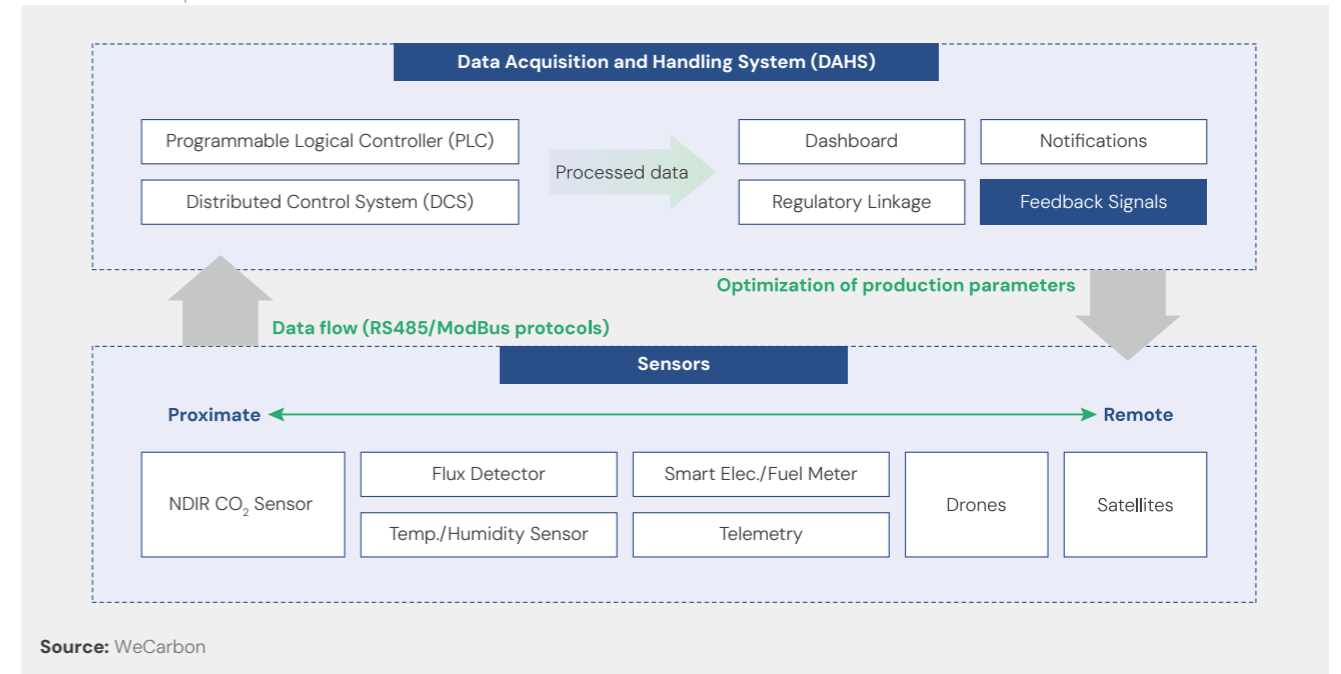 Data Acquisition and Handling System (DAHS)
Programmable Logical Controller (PLC)
Distributed Control System (DCS)
Processed data
Dashboard
Notifications
Regulatory Linkage
Feedback Signals
Optimization of production parameters
Data flow (RS485/ModBus protocols)
Sensors
Proximate
Remote
NDIR CO₂ Sensor
Flux Detector
Smart Elec./Fuel Meter
Temp./Humidity Sensor
Telemetry
Drones
Satellites
Source: WeCarbon